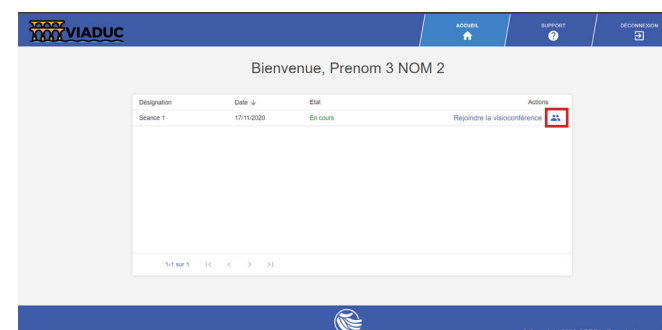 VIADUC
ACCUEIL
SUPPORT
DÉCONNEXION
Bienvenue, Prenom 3 NOM 2
Désignation Date ↓ Etat Actions
Séance 1 17/11/2020 En cours Rejoindre la visioconférence
1-1 sur 1 |< < > >|